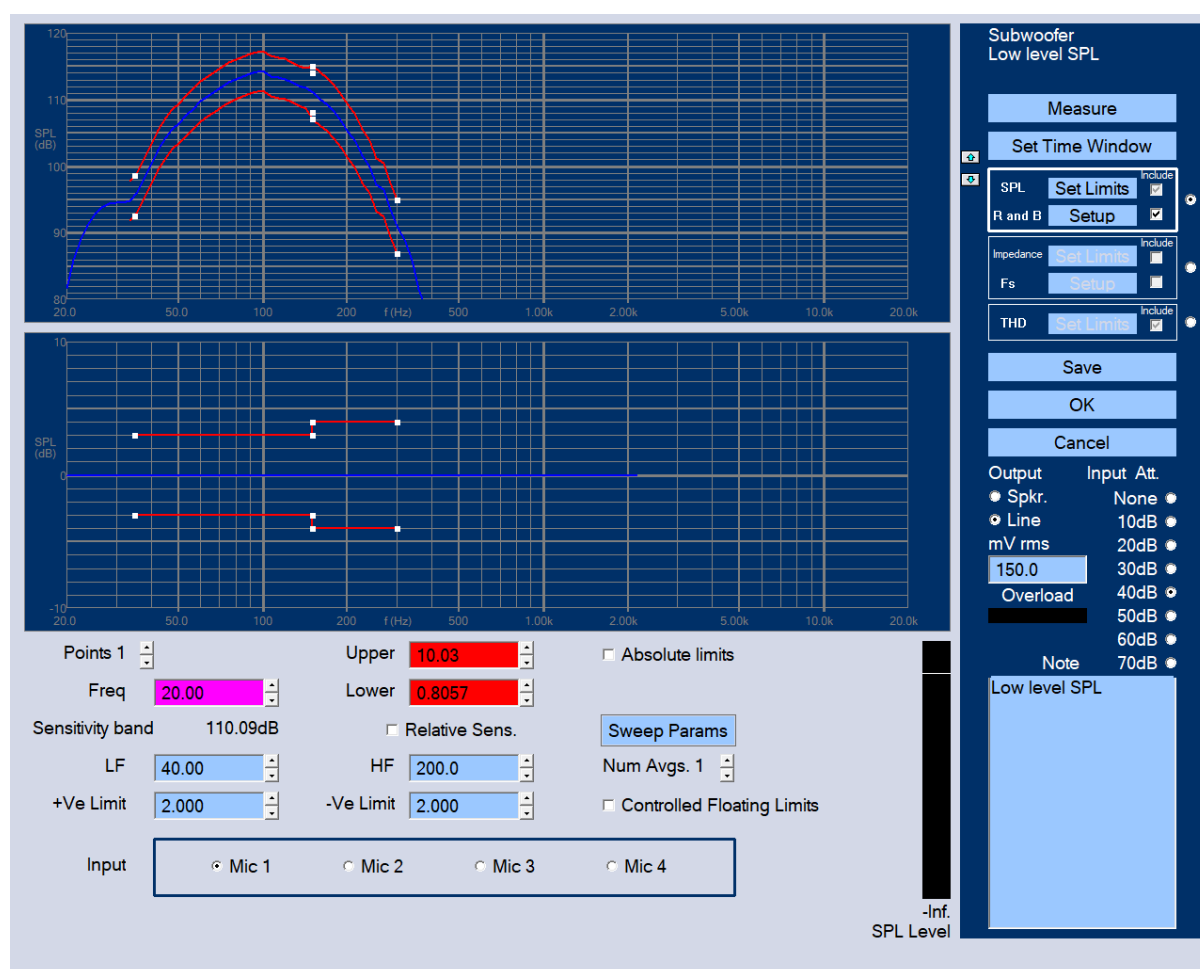 120
110
SPL
(dB)
100
90
80
20.0 50.0 100 200 f (Hz) 500 1.00k 2.00k 5.00k 10.0k 20.0k
10
SPL
(dB)
0
-10
20.0 50.0 100 200 f (Hz) 500 1.00k 2.00k 5.00k 10.0k 20.0k
Points 1 Upper 10.03 Absolute limits
Freq 20.00 Lower 0.8057
Sensitivity band 110.09dB Relative Sens. Sweep Params
LF 40.00 HF 200.0 Num Avgs. 1
+Ve Limit 2.000 -Ve Limit 2.000 Controlled Floating Limits
Input Mic 1 Mic 2 Mic 3 Mic 4
-Inf.
SPL Level
Subwoofer
Low level SPL
Measure
Set Time Window
Include
SPL Set Limits
R and B Setup
Include
Impedance Set Limits
Fs Setup
Include
THD Set Limits
Save
OK
Cancel
Output Input Att.
Spkr. None
Line 10dB
mV rms 20dB
150.0 30dB
Overload 40dB
50dB
60dB
Note 70dB
Low level SPL